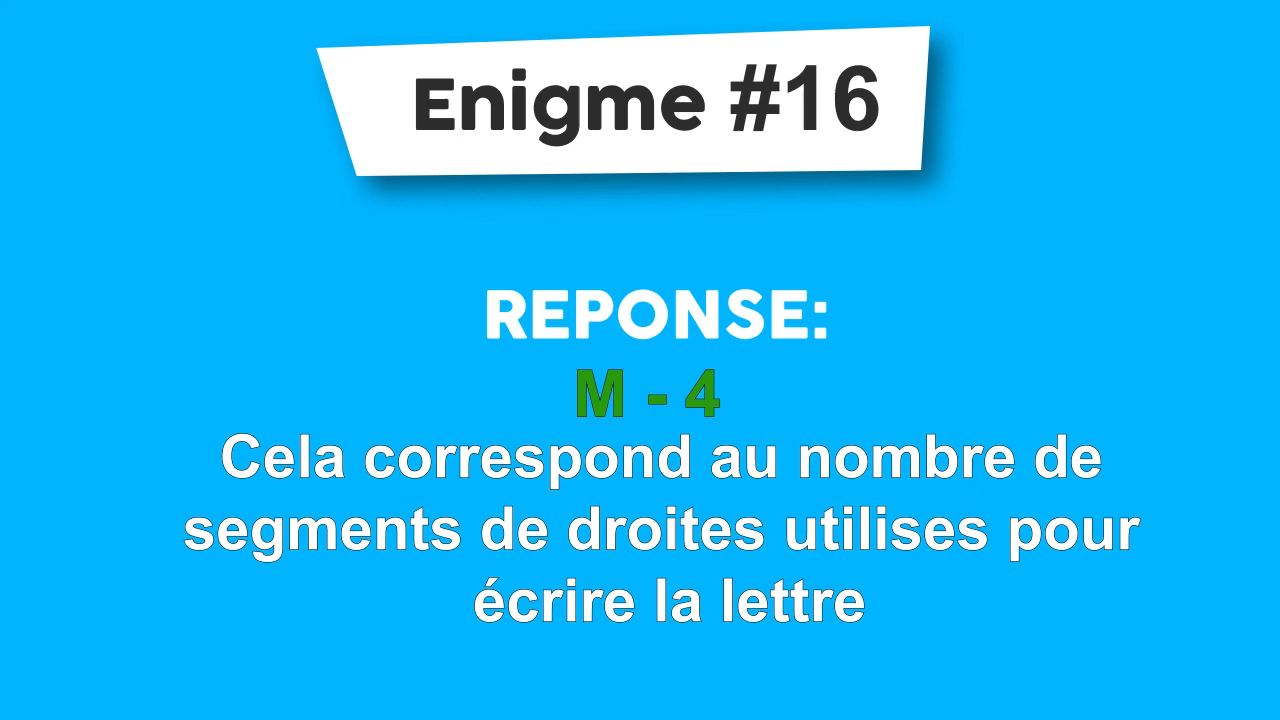 Enigme #16
REPONSE:
M - 4
Cela correspond au nombre de
segments de droites utilises pour
écrire la lettre